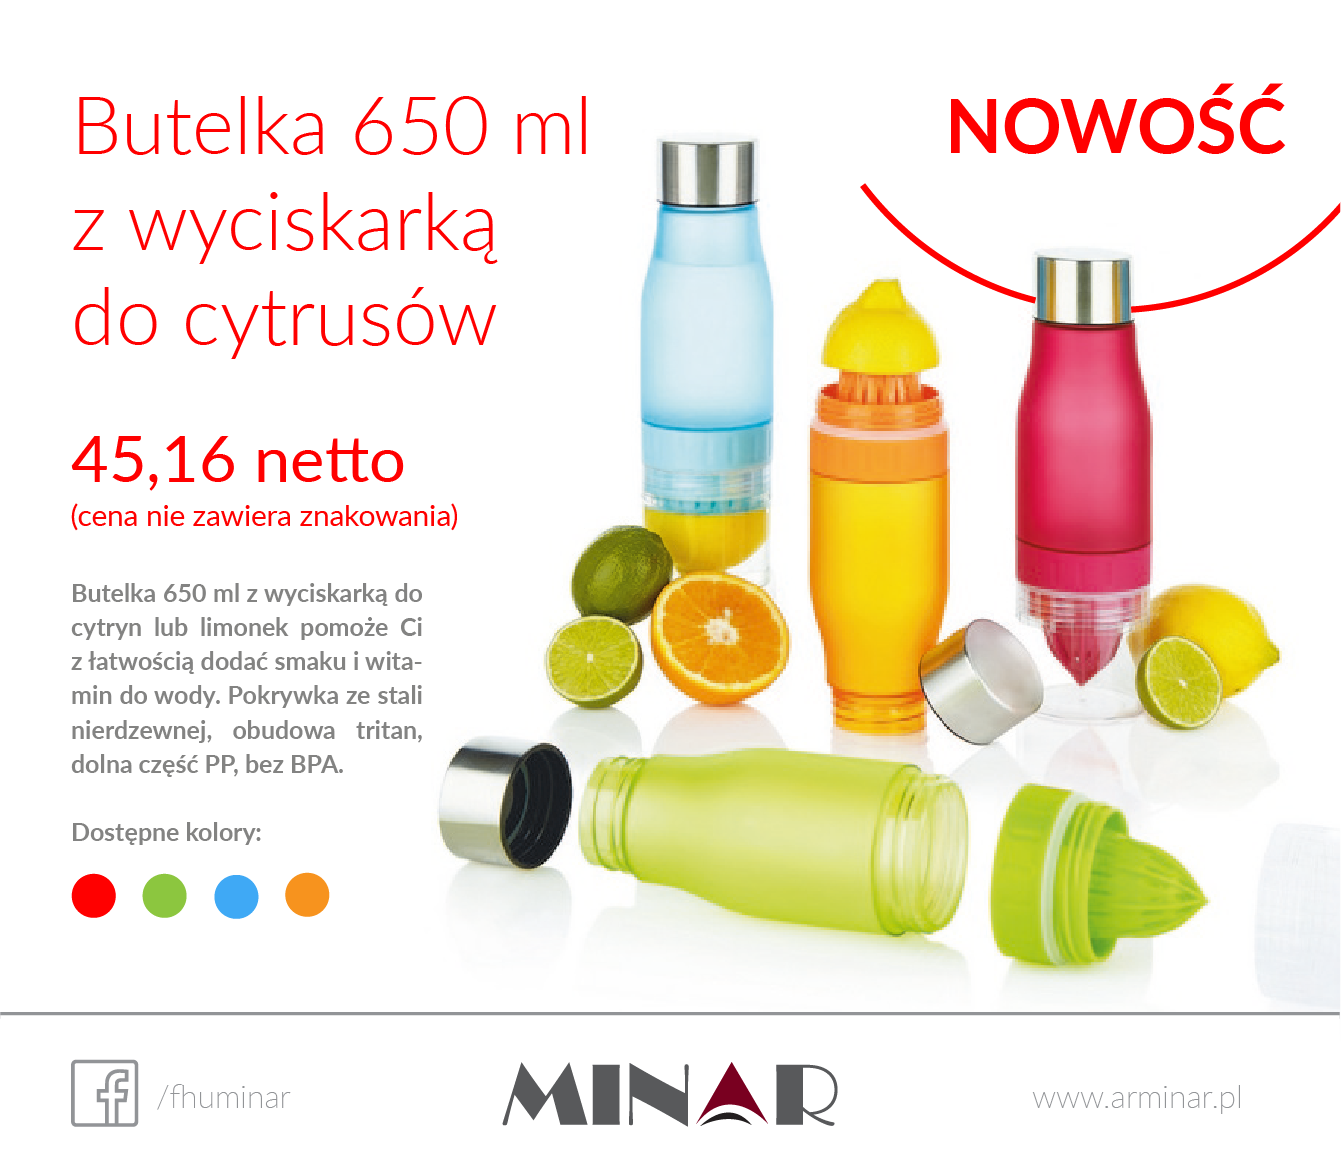 Butelka 650 ml
z wyciskarką
do cytrusów
NOWOŚĆ
45,16 netto
(cena nie zawiera znakowania)
Butelka 650 ml z wyciskarką do
cytryn lub limonek pomoże Ci
z łatwością dodać smaku i wita-
min do wody. Pokrywka ze stali
nierdzewnej, obudowa tritan,
dolna część PP, bez BPA.
Dostępne kolory:
/fhuminar
MINAR
www.arminar.pl